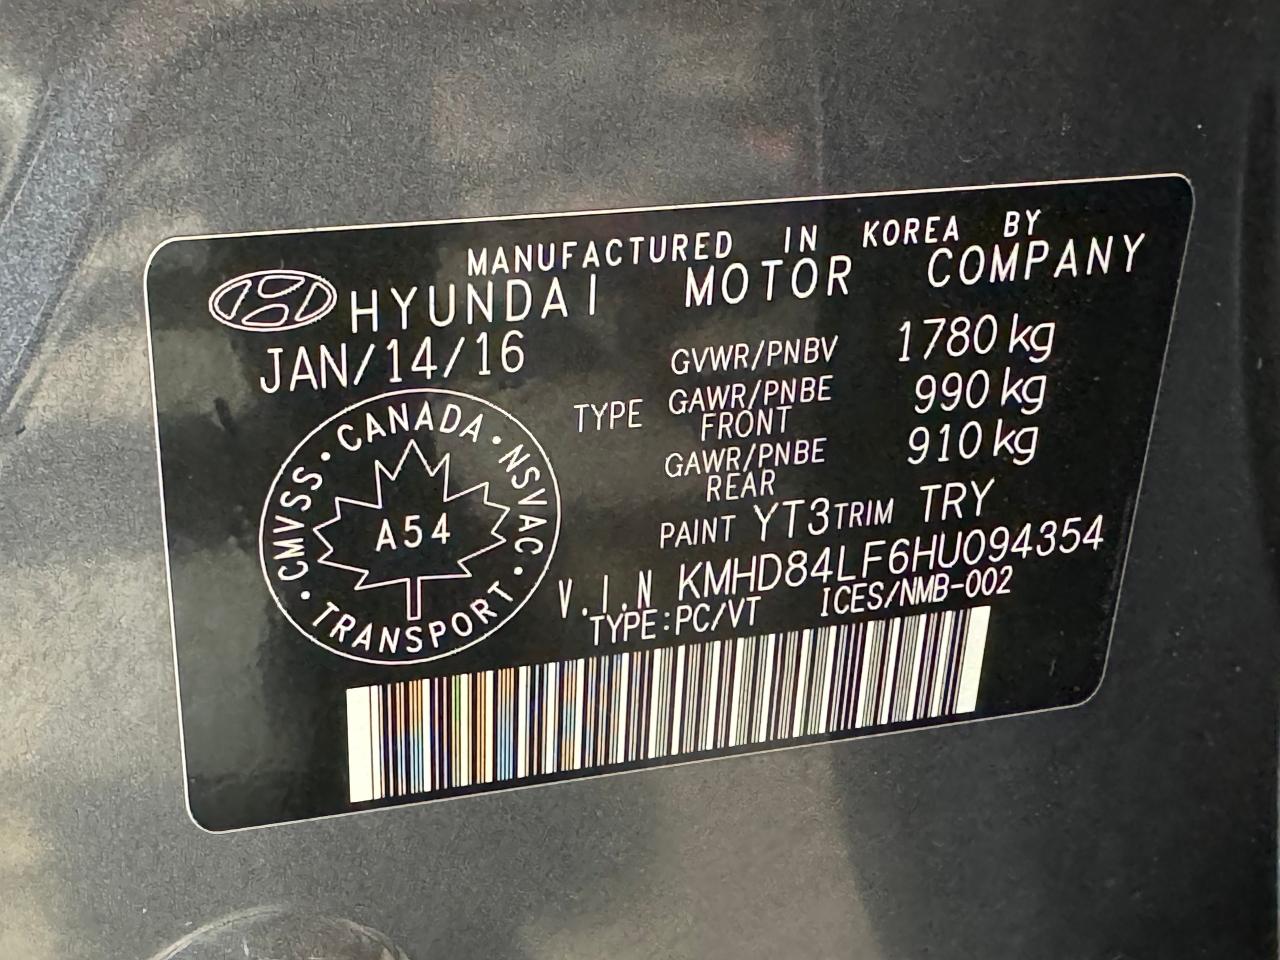 MANUFACTURED IN KOREA BY
HYUNDAI MOTOR COMPANY
JAN/14/16
GVWR/PNBV 1780 kg
TYPE GAWR/PNBE FRONT 990 kg
GAWR/PNBE REAR 910 kg
CMVSS · CANADA · NSVAC · TRANSPORT ·
A54
PAINT YT3 TRIM TRY
V.I.N KMHD84LF6HU094354
TYPE:PC/VT ICES/NMB-002